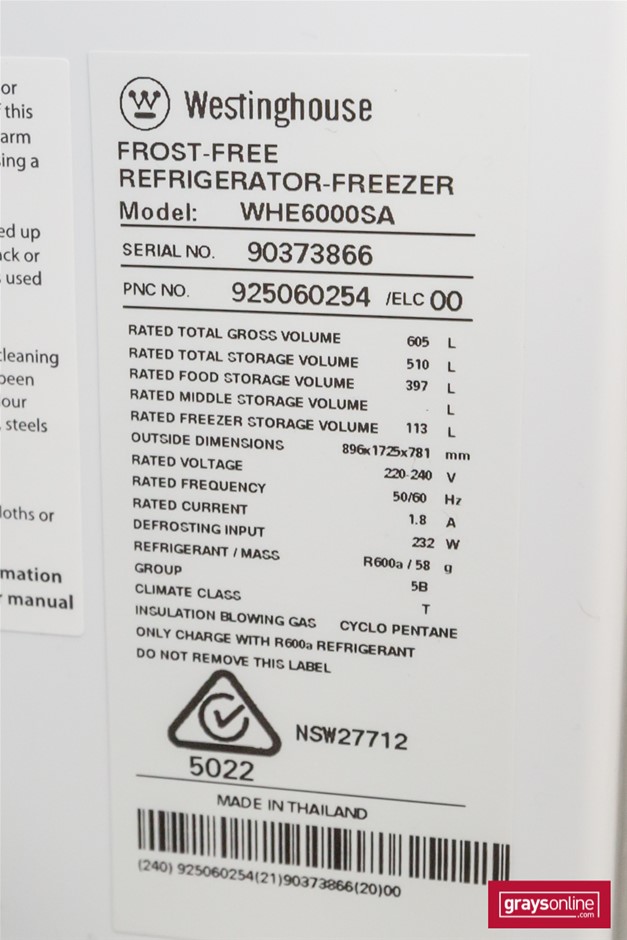 or
this
arm
ing a
ed up
ck or
used
cleaning
been
our
steels
loths or
mation
manual
W
Westinghouse
FROST-FREE
REFRIGERATOR-FREEZER
Model: WHE6000SA
SERIAL NO. 90373866
PNC NO. 925060254 /ELC 00
RATED TOTAL GROSS VOLUME 605 L
RATED TOTAL STORAGE VOLUME 510 L
RATED FOOD STORAGE VOLUME 397 L
RATED MIDDLE STORAGE VOLUME . L
RATED FREEZER STORAGE VOLUME 113 L
OUTSIDE DIMENSIONS 896x1725x781 mm
RATED VOLTAGE 220-240 V
RATED FREQUENCY 50/60 Hz
RATED CURRENT 1.8 A
DEFROSTING INPUT 232 W
REFRIGERANT / MASS R600a / 58 g
GROUP 5B
CLIMATE CLASS T
INSULATION BLOWING GAS CYCLO PENTANE
ONLY CHARGE WITH R600a REFRIGERANT
DO NOT REMOVE THIS LABEL
NSW27712
5022
MADE IN THAILAND
(240) 925060254(21)90373866(20)00
graysonline
.com